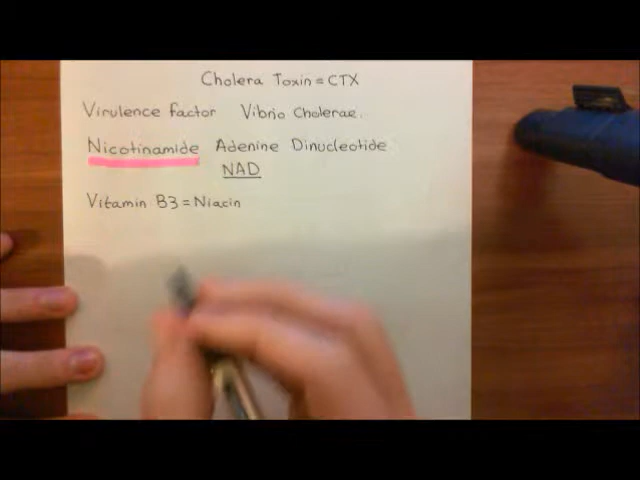 Cholera Toxin = CTX
Virulence factor Vibrio Cholerae.
Nicotinamide Adenine Dinucleotide
NAD
Vitamin B3 = Niacin